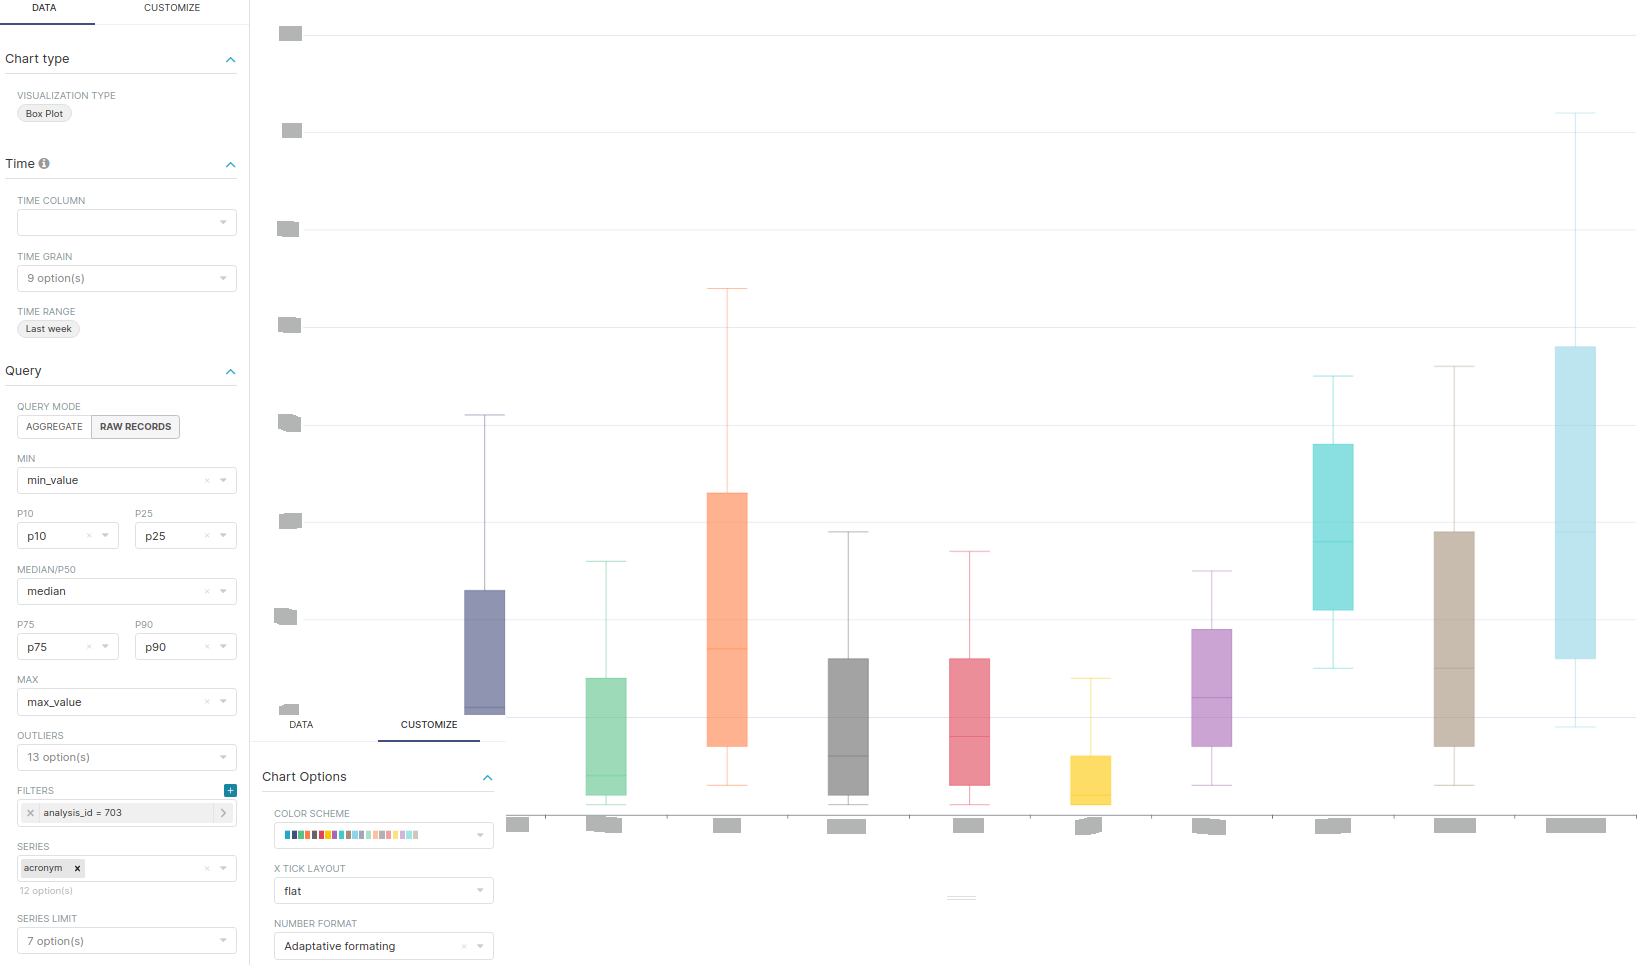 DATA CUSTOMIZE
Chart type
VISUALIZATION TYPE
Box Plot
Time
TIME COLUMN
TIME GRAIN
9 option(s)
TIME RANGE
Last week
Query
QUERY MODE
AGGREGATE RAW RECORDS
MIN
min_value
P10 P25
p10 p25
MEDIAN/P50
median
P75 P90
p75 p90
MAX
max_value
OUTLIERS
13 option(s)
FILTERS
analysis_id = 703
SERIES
acronym
12 option(s)
SERIES LIMIT
7 option(s)
DATA CUSTOMIZE
Chart Options
COLOR SCHEME
X TICK LAYOUT
flat
NUMBER FORMAT
Adaptative formating